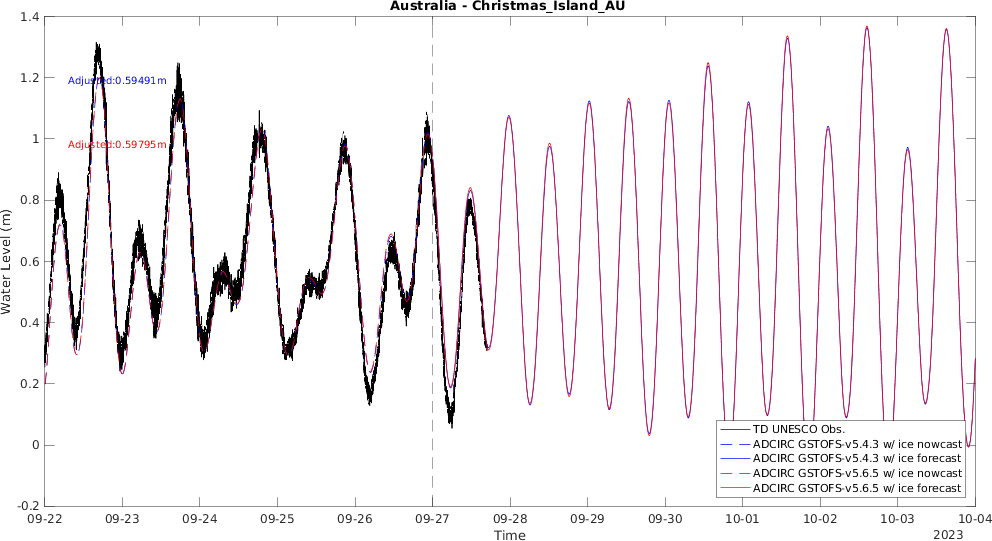 Australia - Christmas_Island_AU
1.4
1.2
1
0.8
0.6
0.4
0.2
0
-0.2
Water Level (m)
Adjusted:0.59491m
Adjusted:0.59795m
TD UNESCO Obs.
ADCIRC GSTOFS-v5.4.3 w/ ice nowcast
ADCIRC GSTOFS-v5.4.3 w/ ice forecast
ADCIRC GSTOFS-v5.6.5 w/ ice nowcast
ADCIRC GSTOFS-v5.6.5 w/ ice forecast
09-22 09-23 09-24 09-25 09-26 09-27 09-28 09-29 09-30 10-01 10-02 10-03 10-04
Time
2023